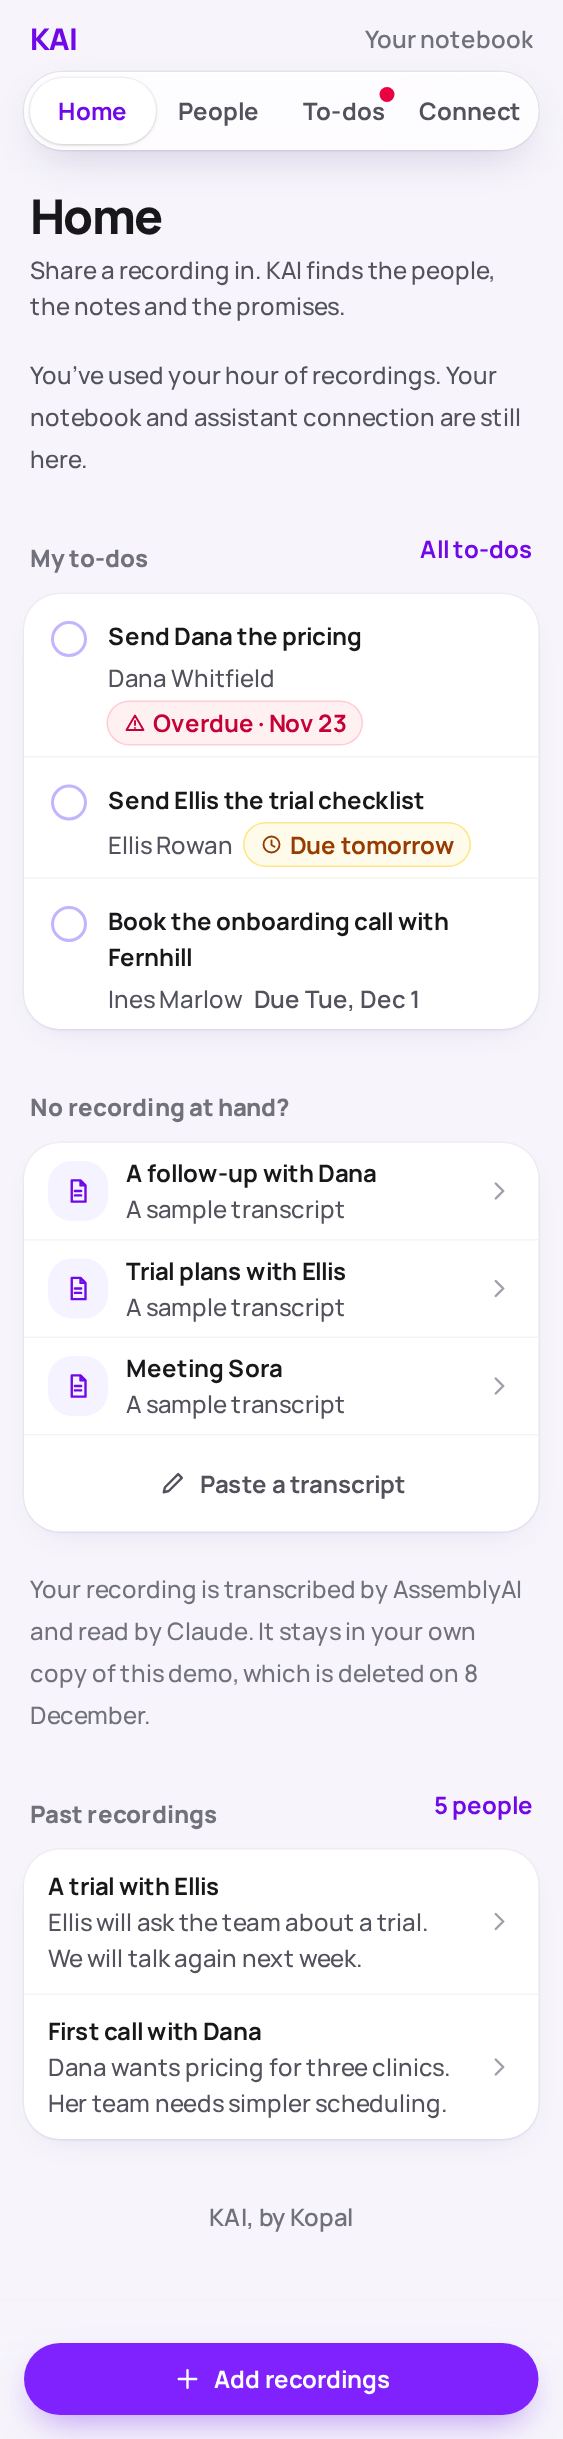 KAI
Your notebook
Home
People
To-dos
Connect
Home
Share a recording in. KAI finds the people,
the notes and the promises.
You’ve used your hour of recordings. Your
notebook and assistant connection are still
here.
My to-dos
All to-dos
Send Dana the pricing
Dana Whitfield
Overdue · Nov 23
Send Ellis the trial checklist
Ellis Rowan
Due tomorrow
Book the onboarding call with
Fernhill
Ines Marlow
Due Tue, Dec 1
No recording at hand?
A follow-up with Dana
A sample transcript
Trial plans with Ellis
A sample transcript
Meeting Sora
A sample transcript
Paste a transcript
Your recording is transcribed by AssemblyAI
and read by Claude. It stays in your own
copy of this demo, which is deleted on 8
December.
Past recordings
5 people
A trial with Ellis
Ellis will ask the team about a trial.
We will talk again next week.
First call with Dana
Dana wants pricing for three clinics.
Her team needs simpler scheduling.
KAI, by Kopal
Add recordings